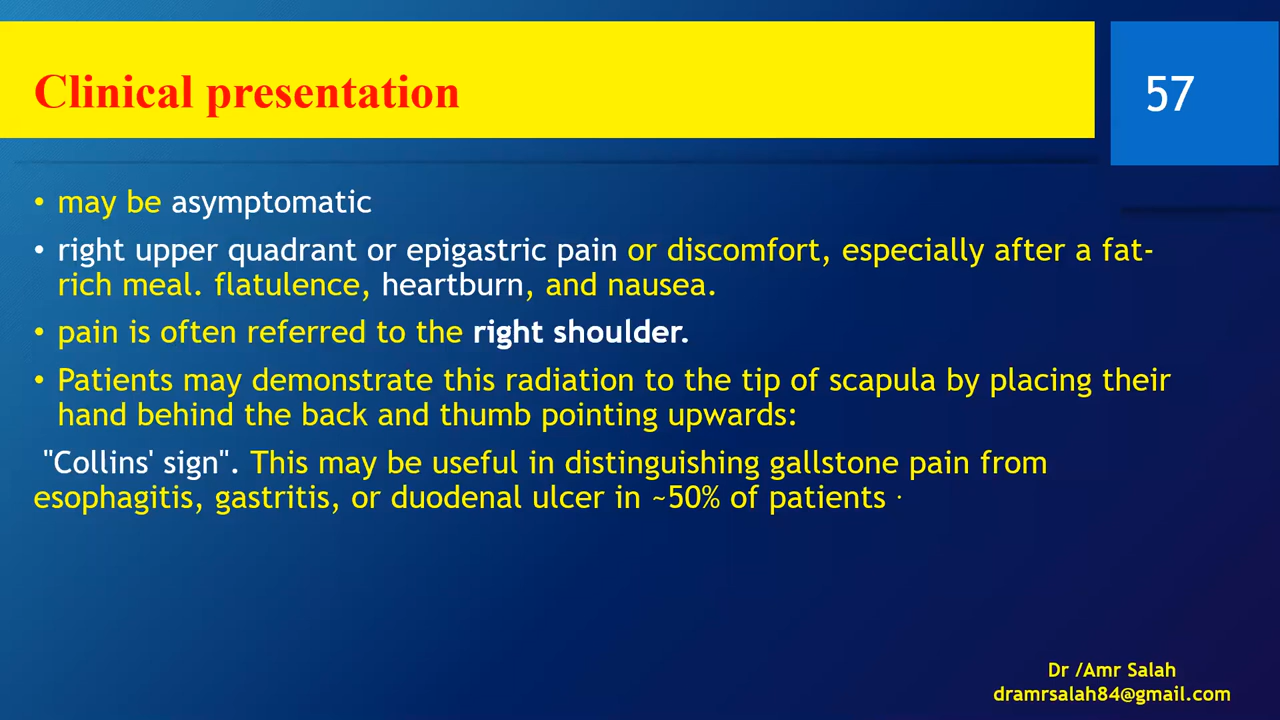 Clinical presentation
57
• may be asymptomatic
• right upper quadrant or epigastric pain or discomfort, especially after a fat-
rich meal. flatulence, heartburn, and nausea.
• pain is often referred to the right shoulder.
• Patients may demonstrate this radiation to the tip of scapula by placing their
hand behind the back and thumb pointing upwards:
"Collins' sign". This may be useful in distinguishing gallstone pain from
esophagitis, gastritis, or duodenal ulcer in ~50% of patients ·
Dr /Amr Salah
dramrsalah84@gmail.com